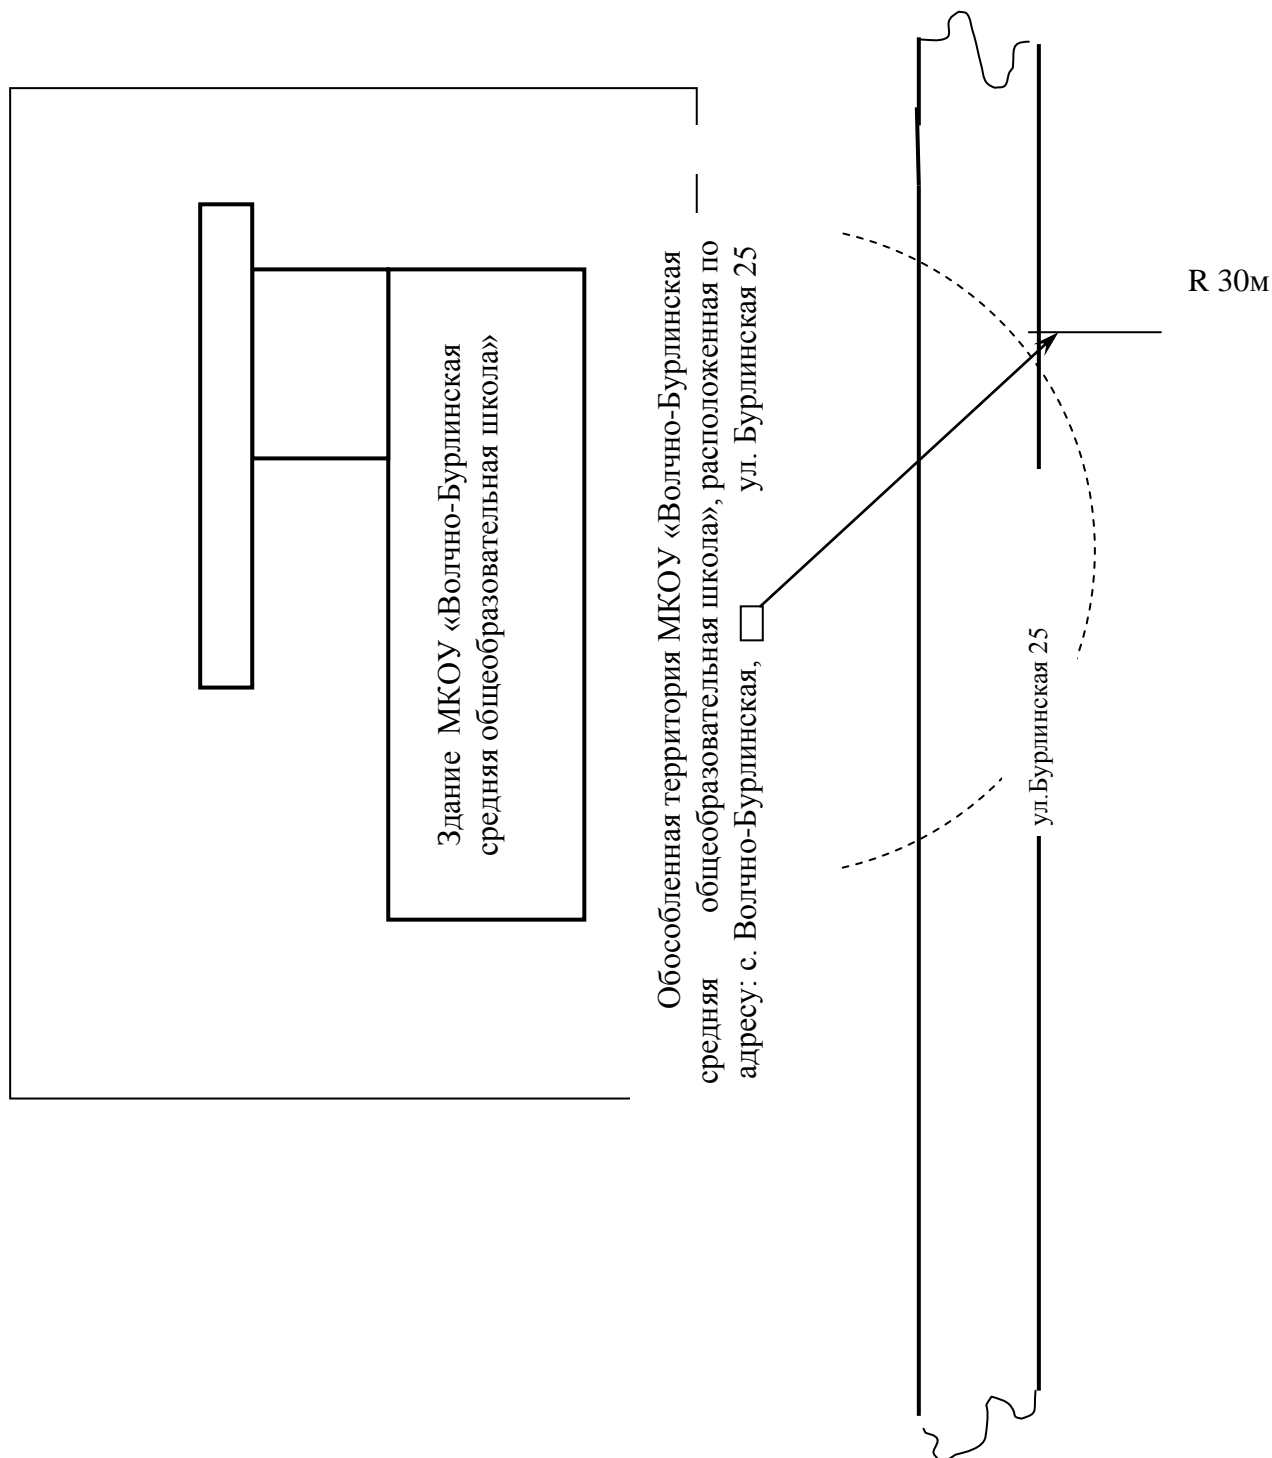 R 30м
Здание МКОУ «Волчно-Бурлинская
средняя общеобразовательная школа»
Обособленная территория МКОУ «Волчно-Бурлинская
средняя общеобразовательная школа», расположенная по
адресу: с. Волчно-Бурлинская, ул. Бурлинская 25
ул.Бурлинская 25